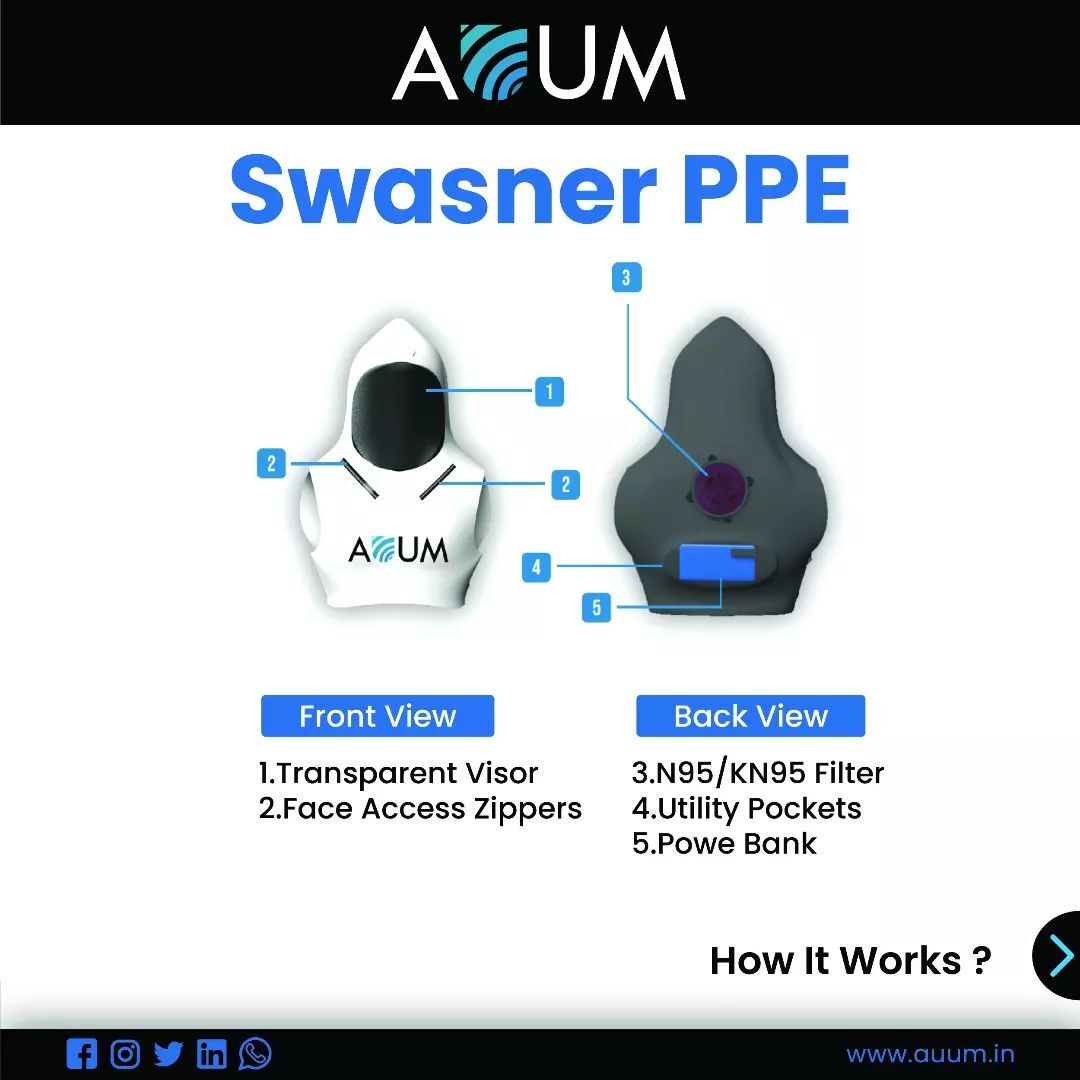 AUUM
Swasner PPE
3
1
2
2
AUUM
4
5
Front View
1.Transparent Visor
2.Face Access Zippers
Back View
3.N95/KN95 Filter
4.Utility Pockets
5.Powe Bank
How It Works ?
www.auum.in